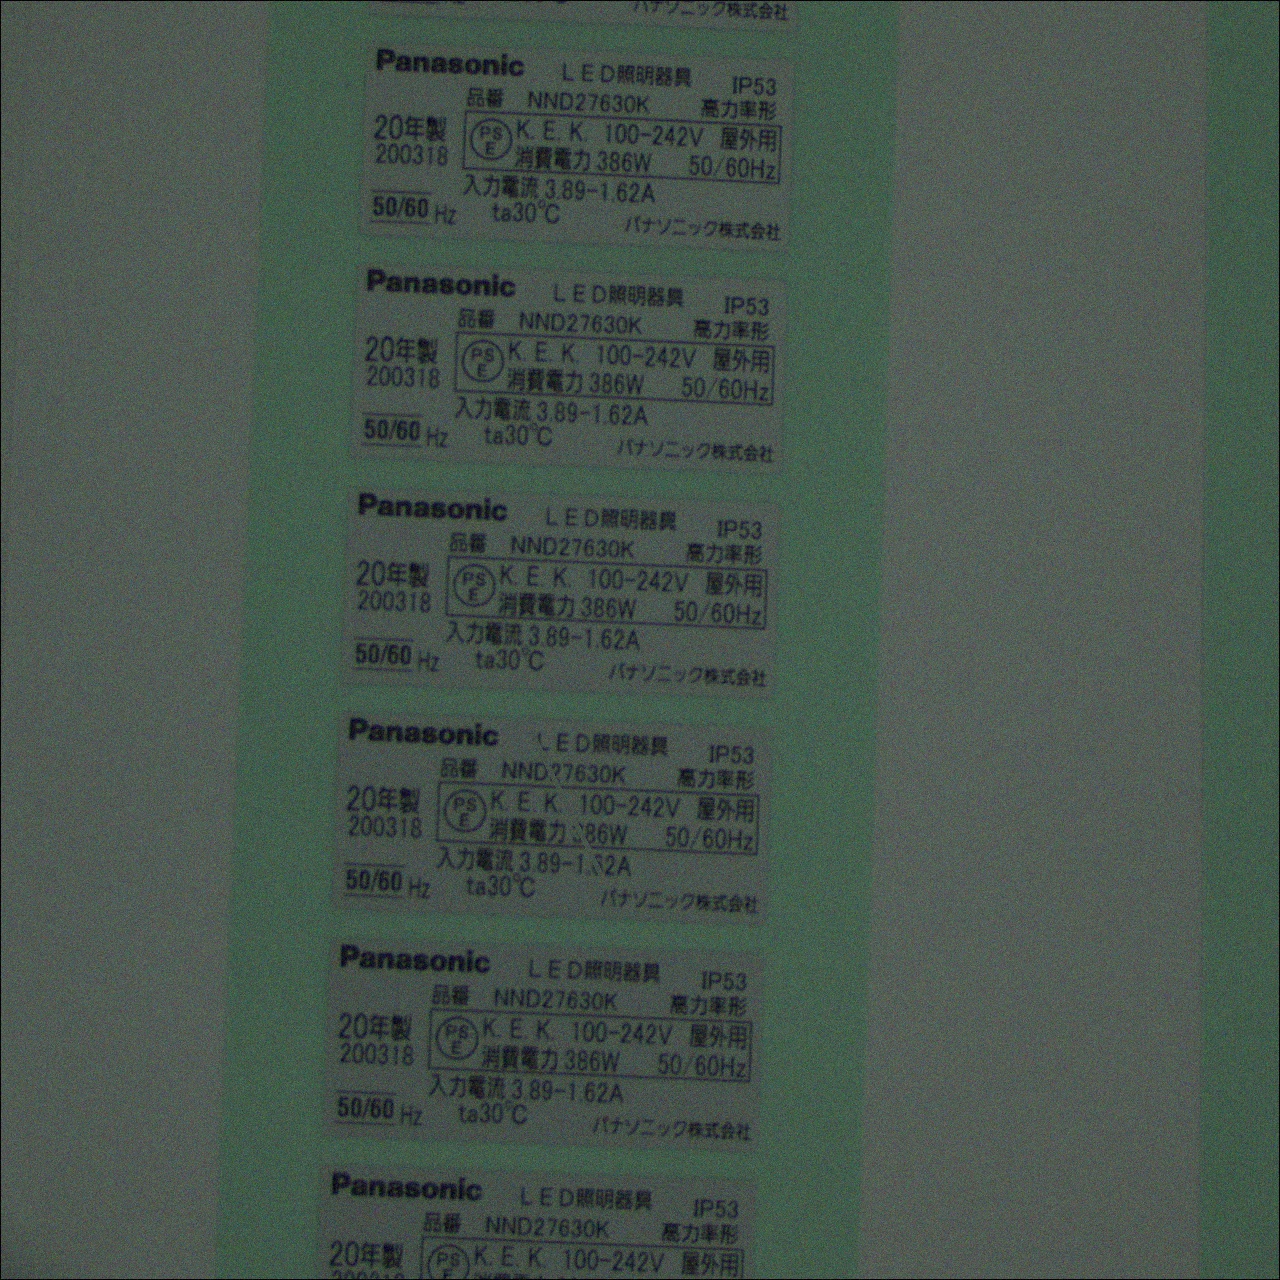 パナソニック株式会社
Panasonic LED照明器具 IP53
品番 NND27630K 高力率形
20年製 PSE K.E.K. 100-242V 屋外用
200318 消費電力 386W 50/60Hz
入力電流 3.89-1.62A
50/60 Hz ta30℃ パナソニック株式会社
Panasonic LED照明器具 IP53
品番 NND27630K 高力率形
20年製 PSE K.E.K. 100-242V 屋外用
200318 消費電力 386W 50/60Hz
入力電流 3.89-1.62A
50/60 Hz ta30℃ パナソニック株式会社
Panasonic LED照明器具 IP53
品番 NND27630K 高力率形
20年製 PSE K.E.K. 100-242V 屋外用
200318 消費電力 386W 50/60Hz
入力電流 3.89-1.62A
50/60 Hz ta30℃ パナソニック株式会社
Panasonic LED照明器具 IP53
品番 NND27630K 高力率形
20年製 PSE K.E.K. 100-242V 屋外用
200318 消費電力 386W 50/60Hz
入力電流 3.89-1.62A
50/60 Hz ta30℃ パナソニック株式会社
Panasonic LED照明器具 IP53
品番 NND27630K 高力率形
20年製 PSE K.E.K. 100-242V 屋外用
200318 消費電力 386W 50/60Hz
入力電流 3.89-1.62A
50/60 Hz ta30℃ パナソニック株式会社
Panasonic LED照明器具 IP53
品番 NND27630K 高力率形
20年製 PSE K.E.K. 100-242V 屋外用